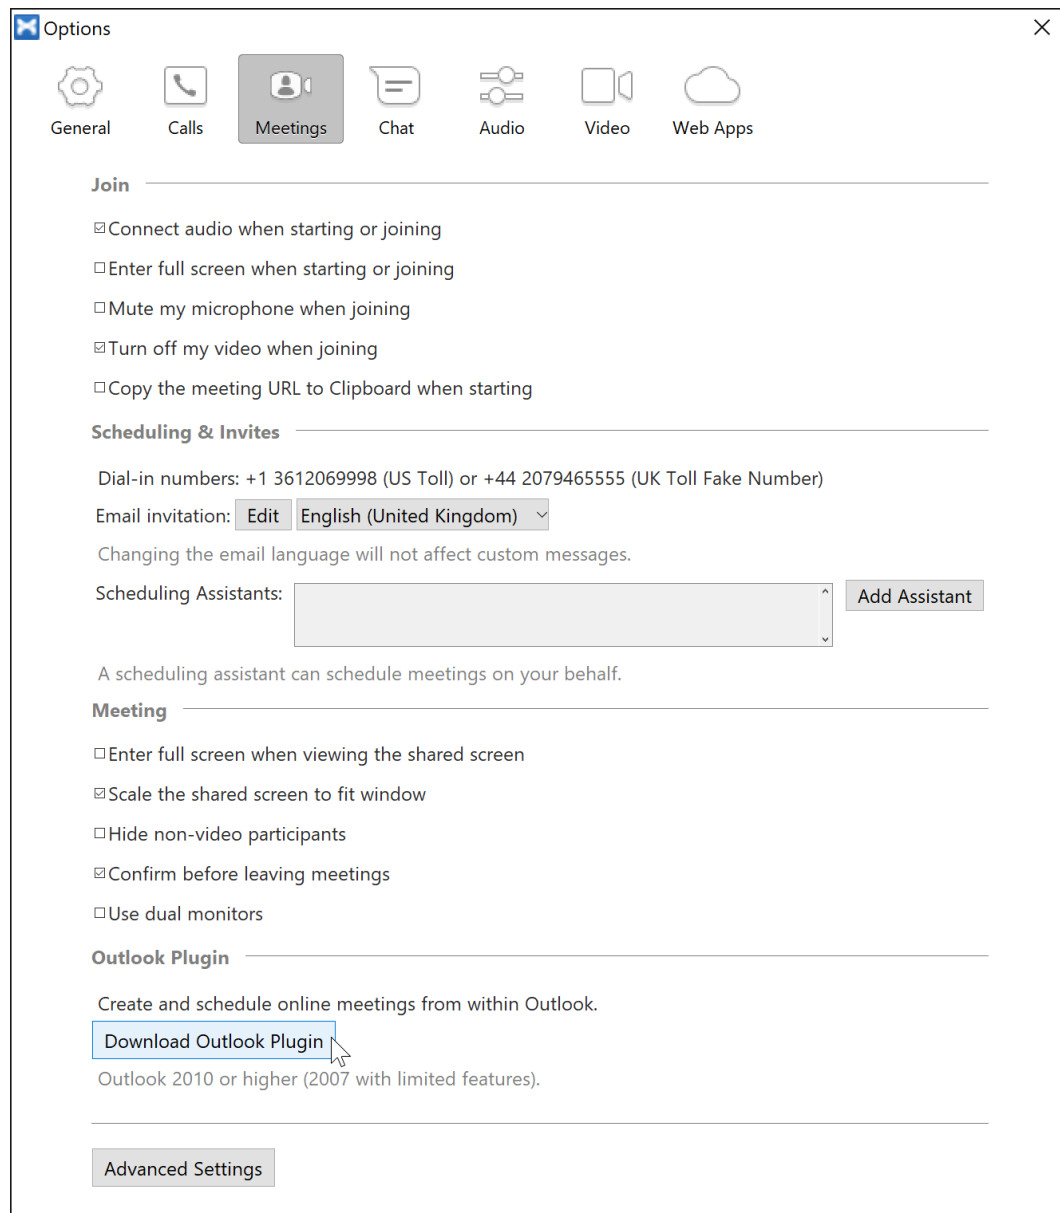 Options
General Calls Meetings Chat Audio Video Web Apps
Join
Connect audio when starting or joining
Enter full screen when starting or joining
Mute my microphone when joining
Turn off my video when joining
Copy the meeting URL to Clipboard when starting
Scheduling & Invites
Dial-in numbers: +1 3612069998 (US Toll) or +44 2079465555 (UK Toll Fake Number)
Email invitation: Edit English (United Kingdom)
Changing the email language will not affect custom messages.
Scheduling Assistants: Add Assistant
A scheduling assistant can schedule meetings on your behalf.
Meeting
Enter full screen when viewing the shared screen
Scale the shared screen to fit window
Hide non-video participants
Confirm before leaving meetings
Use dual monitors
Outlook Plugin
Create and schedule online meetings from within Outlook.
Download Outlook Plugin
Outlook 2010 or higher (2007 with limited features).
Advanced Settings